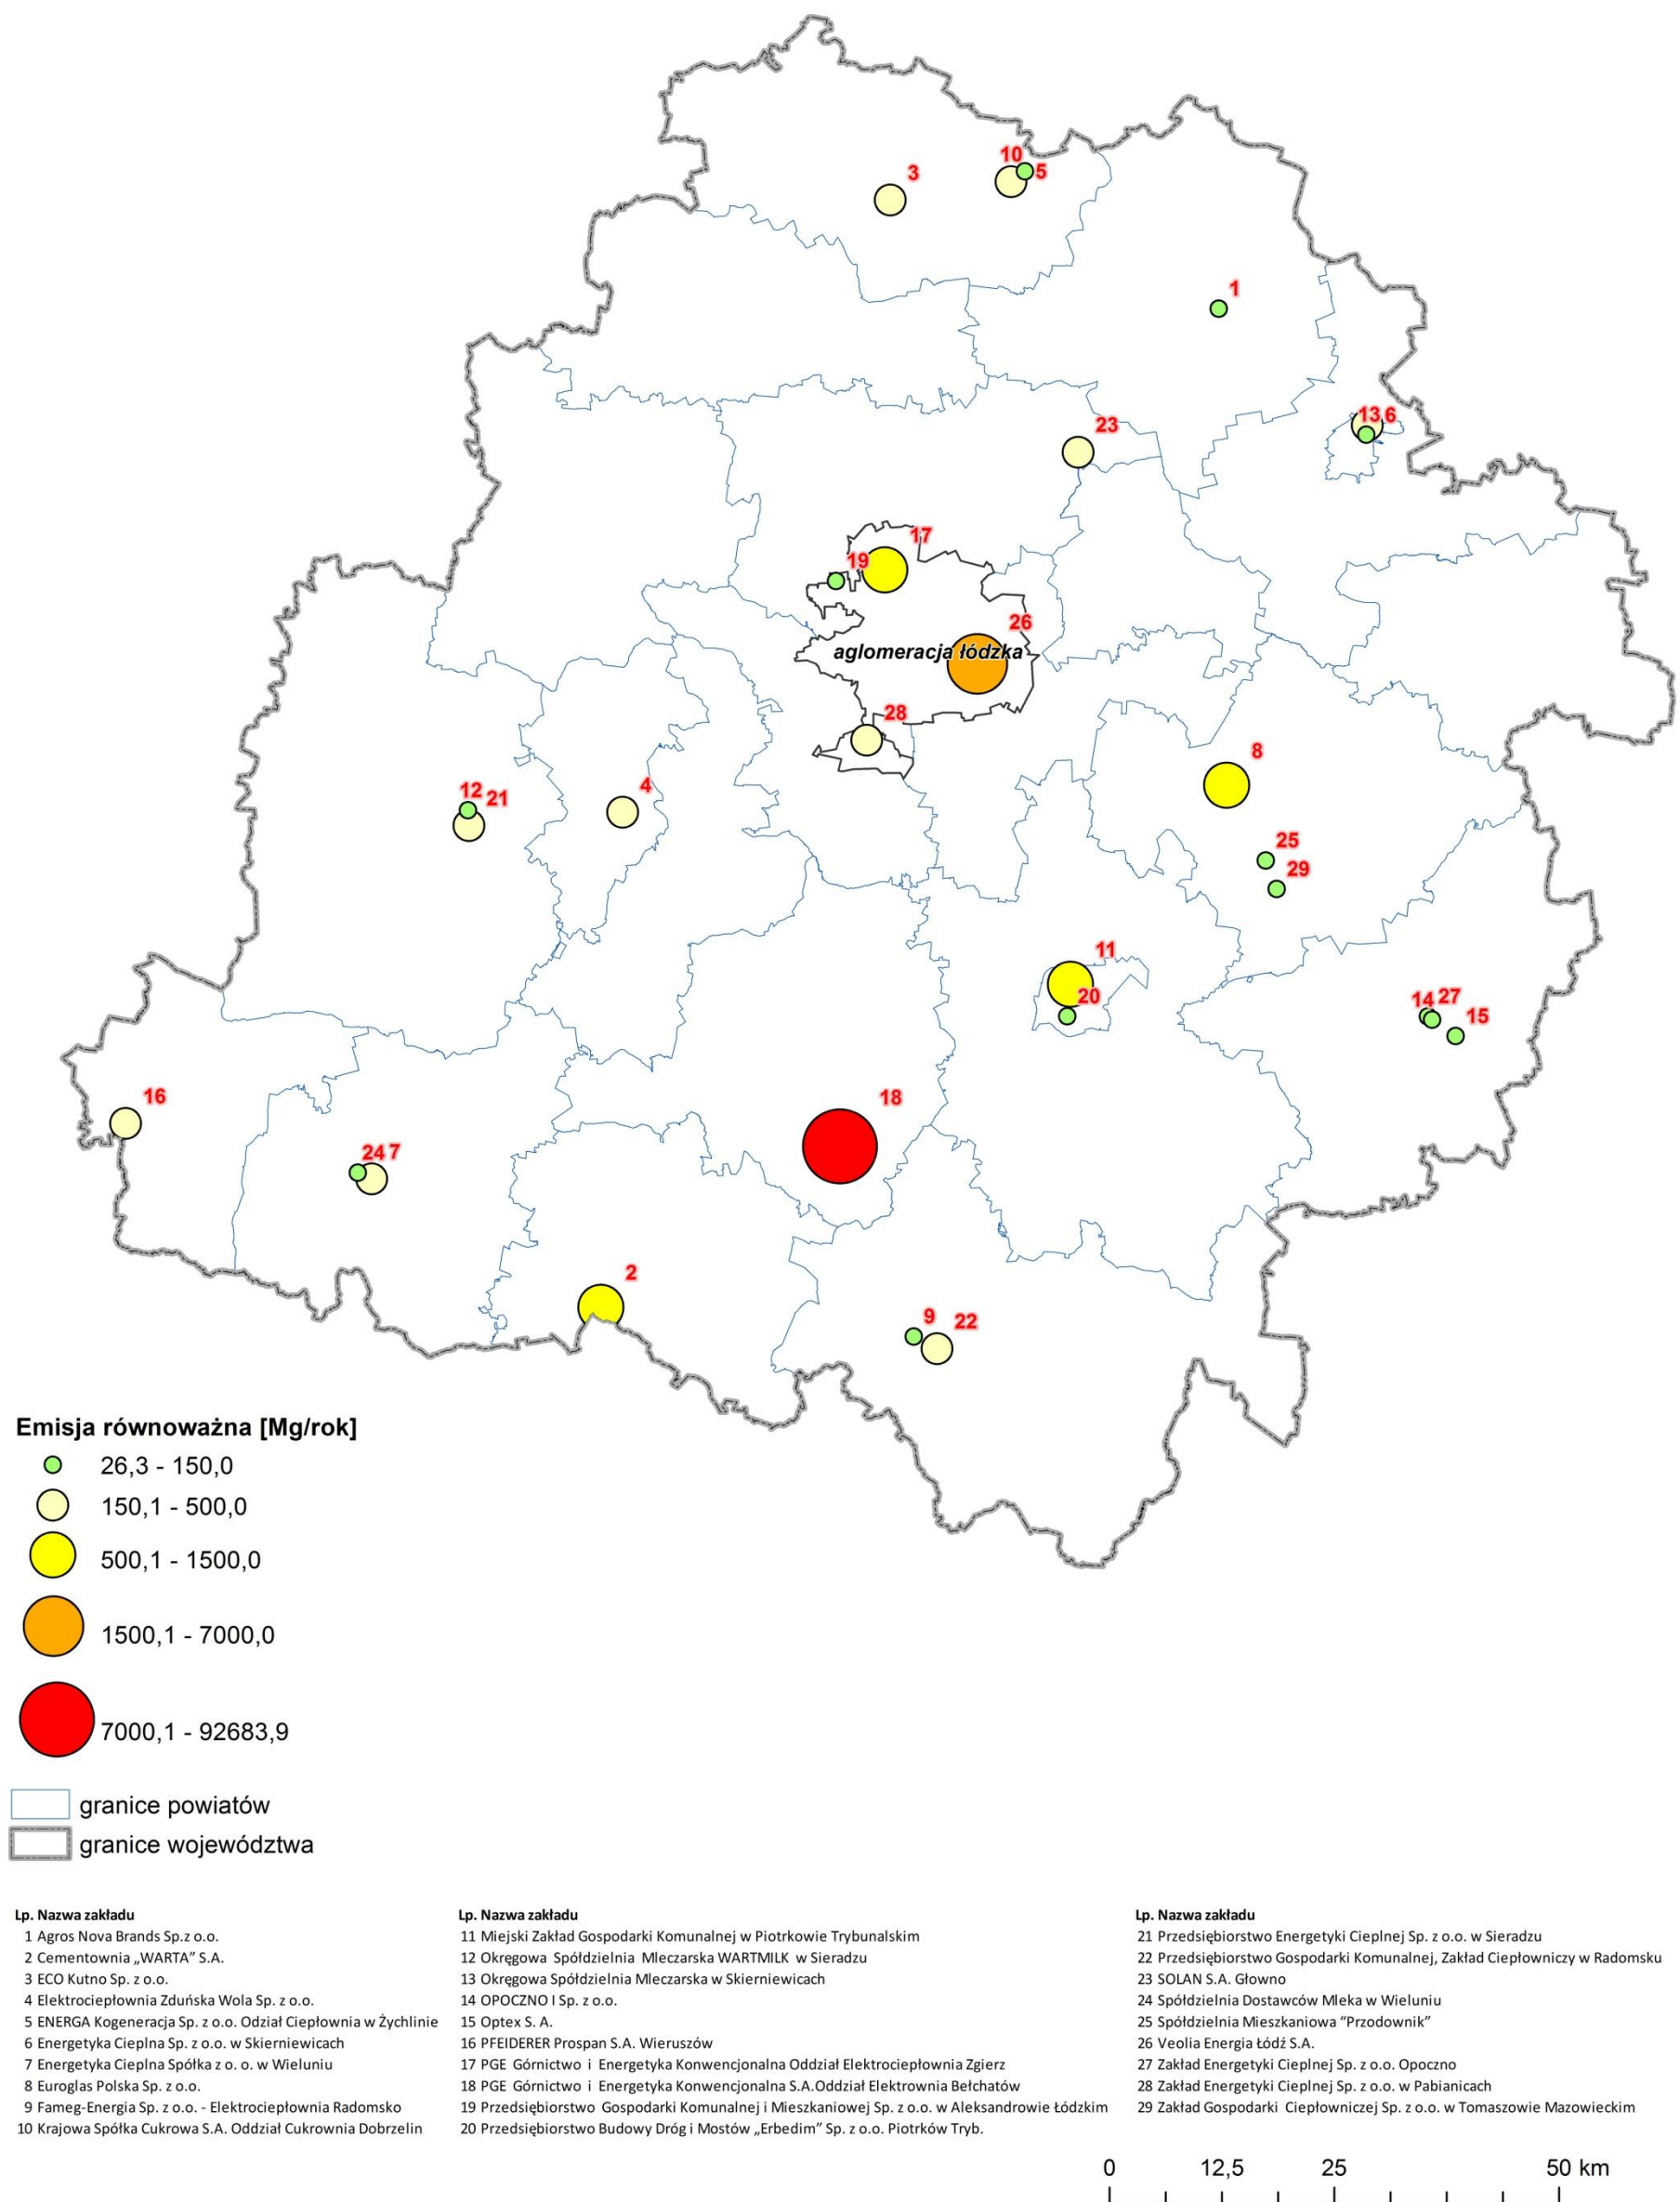 10
3
5
1
23
13
6
17
19
26
aglomeracja łódzka
28
8
4
12
21
25
29
11
20
14
27
15
18
16
24
7
2
9
22
Emisja równoważna [Mg/rok]
26,3 - 150,0
150,1 - 500,0
500,1 - 1500,0
1500,1 - 7000,0
7000,1 - 92683,9
granice powiatów
granice województwa
Lp. Nazwa zakładu
1 Agros Nova Brands Sp.z o.o.
2 Cementownia „WARTA” S.A.
3 ECO Kutno Sp. z o.o.
4 Elektrociepłownia Zduńska Wola Sp. z o.o.
5 ENERGA Kogeneracja Sp. z o.o. Odział Ciepłownia w Żychlinie
6 Energetyka Cieplna Sp. z o.o. w Skierniewicach
7 Energetyka Cieplna Spółka z o. o. w Wieluniu
8 Euroglas Polska Sp. z o.o.
9 Fameg-Energia Sp. z o.o. - Elektrociepłownia Radomsko
10 Krajowa Spółka Cukrowa S.A. Oddział Cukrownia Dobrzelin
Lp. Nazwa zakładu
11 Miejski Zakład Gospodarki Komunalnej w Piotrkowie Trybunalskim
12 Okręgowa Spółdzielnia Mleczarska WARTMILK w Sieradzu
13 Okręgowa Spółdzielnia Mleczarska w Skierniewicach
14 OPOCZNO I Sp. z o.o.
15 Optex S. A.
16 PFEIDERER Prospan S.A. Wieruszów
17 PGE Górnictwo i Energetyka Konwencjonalna Oddział Elektrociepłownia Zgierz
18 PGE Górnictwo i Energetyka Konwencjonalna S.A.Oddział Elektrownia Bełchatów
19 Przedsiębiorstwo Gospodarki Komunalnej i Mieszkaniowej Sp. z o.o. w Aleksandrowie Łódzkim
20 Przedsiębiorstwo Budowy Dróg i Mostów „Erbedim” Sp. z o.o. Piotrków Tryb.
Lp. Nazwa zakładu
21 Przedsiębiorstwo Energetyki Cieplnej Sp. z o.o. w Sieradzu
22 Przedsiębiorstwo Gospodarki Komunalnej, Zakład Ciepłowniczy w Radomsku
23 SOLAN S.A. Głowno
24 Spółdzielnia Dostawców Mleka w Wieluniu
25 Spółdzielnia Mieszkaniowa “Przodownik”
26 Veolia Energia Łódź S.A.
27 Zakład Energetyki Cieplnej Sp. z o.o. Opoczno
28 Zakład Energetyki Cieplnej Sp. z o.o. w Pabianicach
29 Zakład Gospodarki Ciepłowniczej Sp. z o.o. w Tomaszowie Mazowieckim
0 12,5 25 50 km